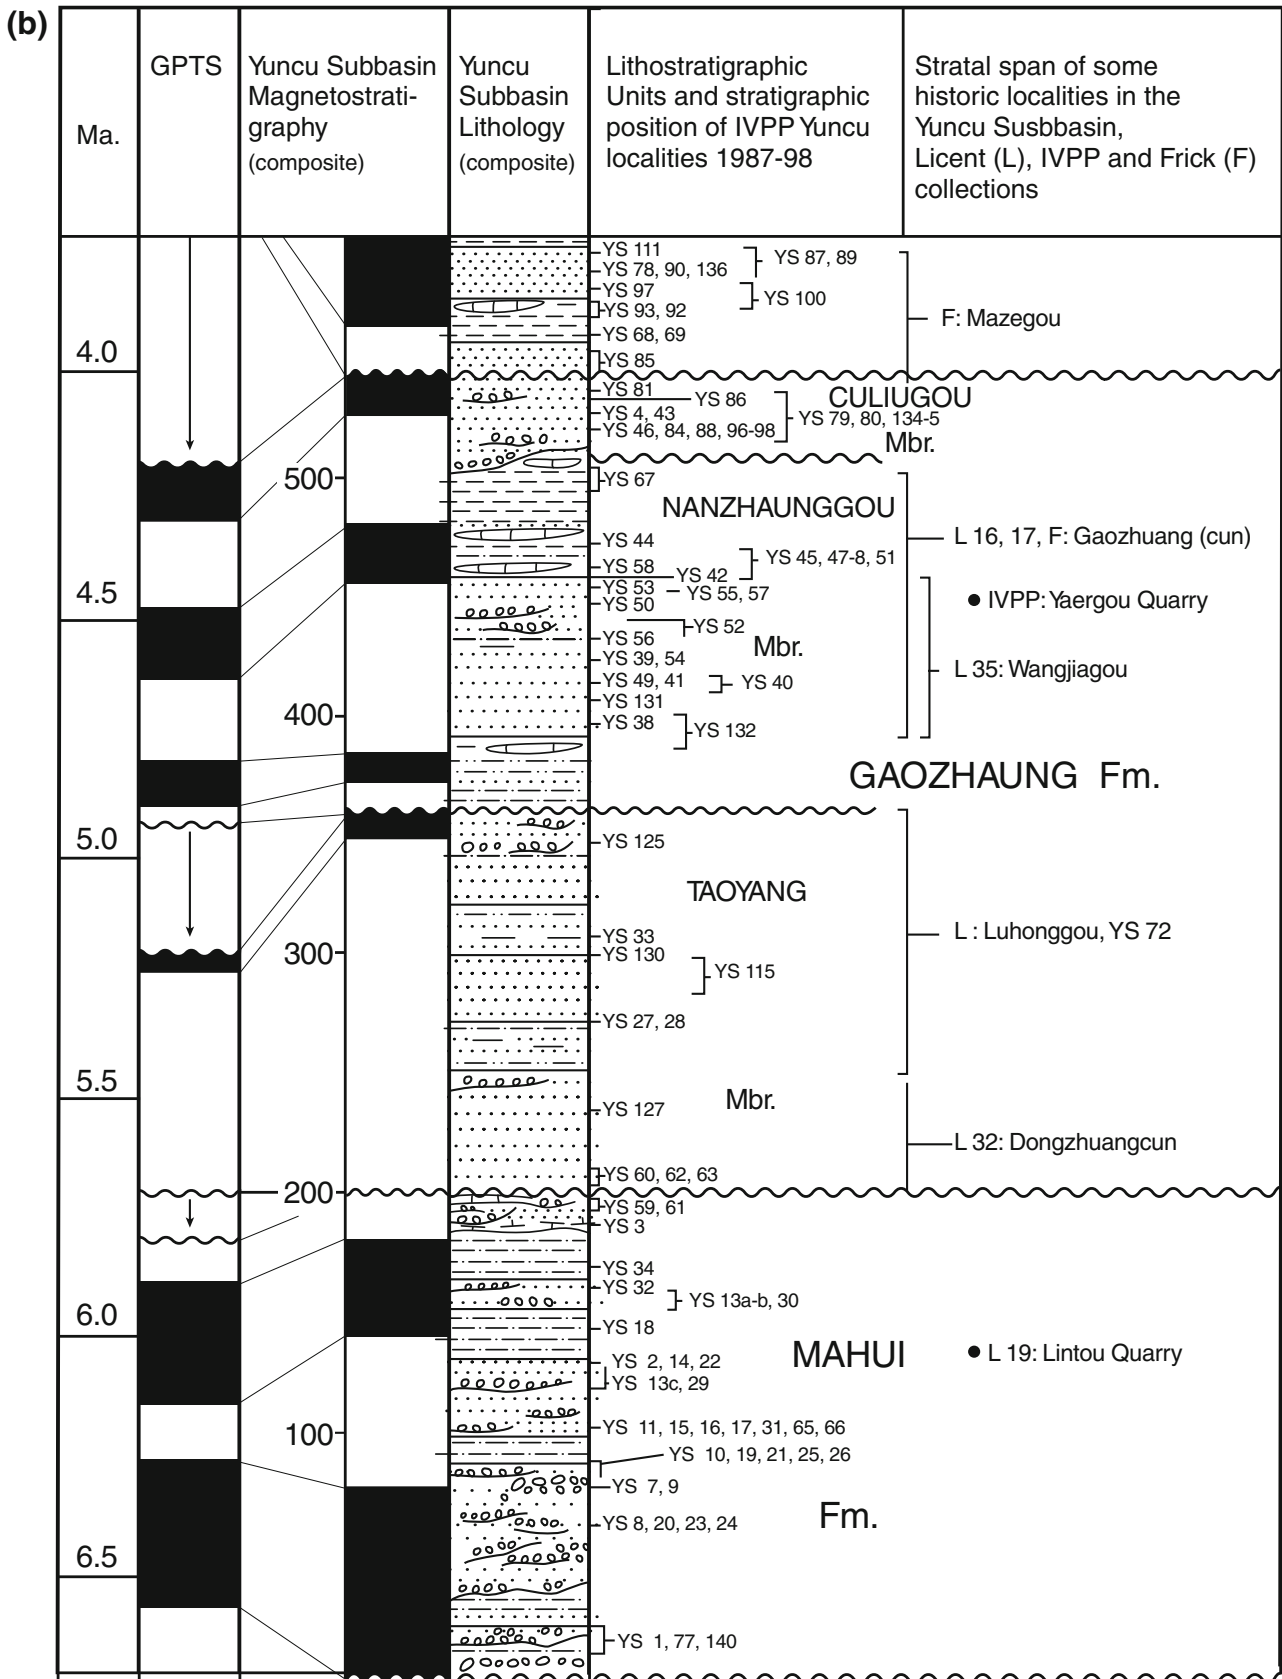 (b)
Ma.
GPTS
Yuncu Subbasin
Magnetostrati-
graphy
(composite)
Yuncu
Subbasin
Lithology
(composite)
Lithostratigraphic
Units and stratigraphic
position of IVPP Yuncu
localities 1987-98
Stratal span of some
historic localities in the
Yuncu Susbbasin,
Licent (L), IVPP and Frick (F)
collections
YS 111
YS 87, 89
YS 78, 90, 136
YS 97
YS 100
YS 93, 92
F: Mazegou
YS 68, 69
4.0
YS 85
YS 81
YS 86
CULIUGOU
YS 4, 43
YS 79, 80, 134-5
YS 46, 84, 88, 96-98
Mbr.
500
YS 67
NANZHAUNGGOU
YS 44
L 16, 17, F: Gaozhuang (cun)
YS 45, 47-8, 51
YS 58
YS 42
4.5
YS 53
YS 55, 57
YS 50
IVPP: Yaergou Quarry
YS 52
YS 56
Mbr.
YS 39, 54
L 35: Wangjiagou
YS 49, 41
YS 40
YS 131
400
YS 38
YS 132
GAOZHAUNG Fm.
5.0
YS 125
TAOYANG
YS 33
L : Luhonggou, YS 72
300
YS 130
YS 115
YS 27, 28
5.5
Mbr.
YS 127
L 32: Dongzhuangcun
YS 60, 62, 63
200
YS 59, 61
YS 3
YS 34
YS 32
YS 13a-b, 30
6.0
YS 18
MAHUI
L 19: Lintou Quarry
YS 2, 14, 22
YS 13c, 29
100
YS 11, 15, 16, 17, 31, 65, 66
YS 10, 19, 21, 25, 26
YS 7, 9
Fm.
YS 8, 20, 23, 24
6.5
YS 1, 77, 140